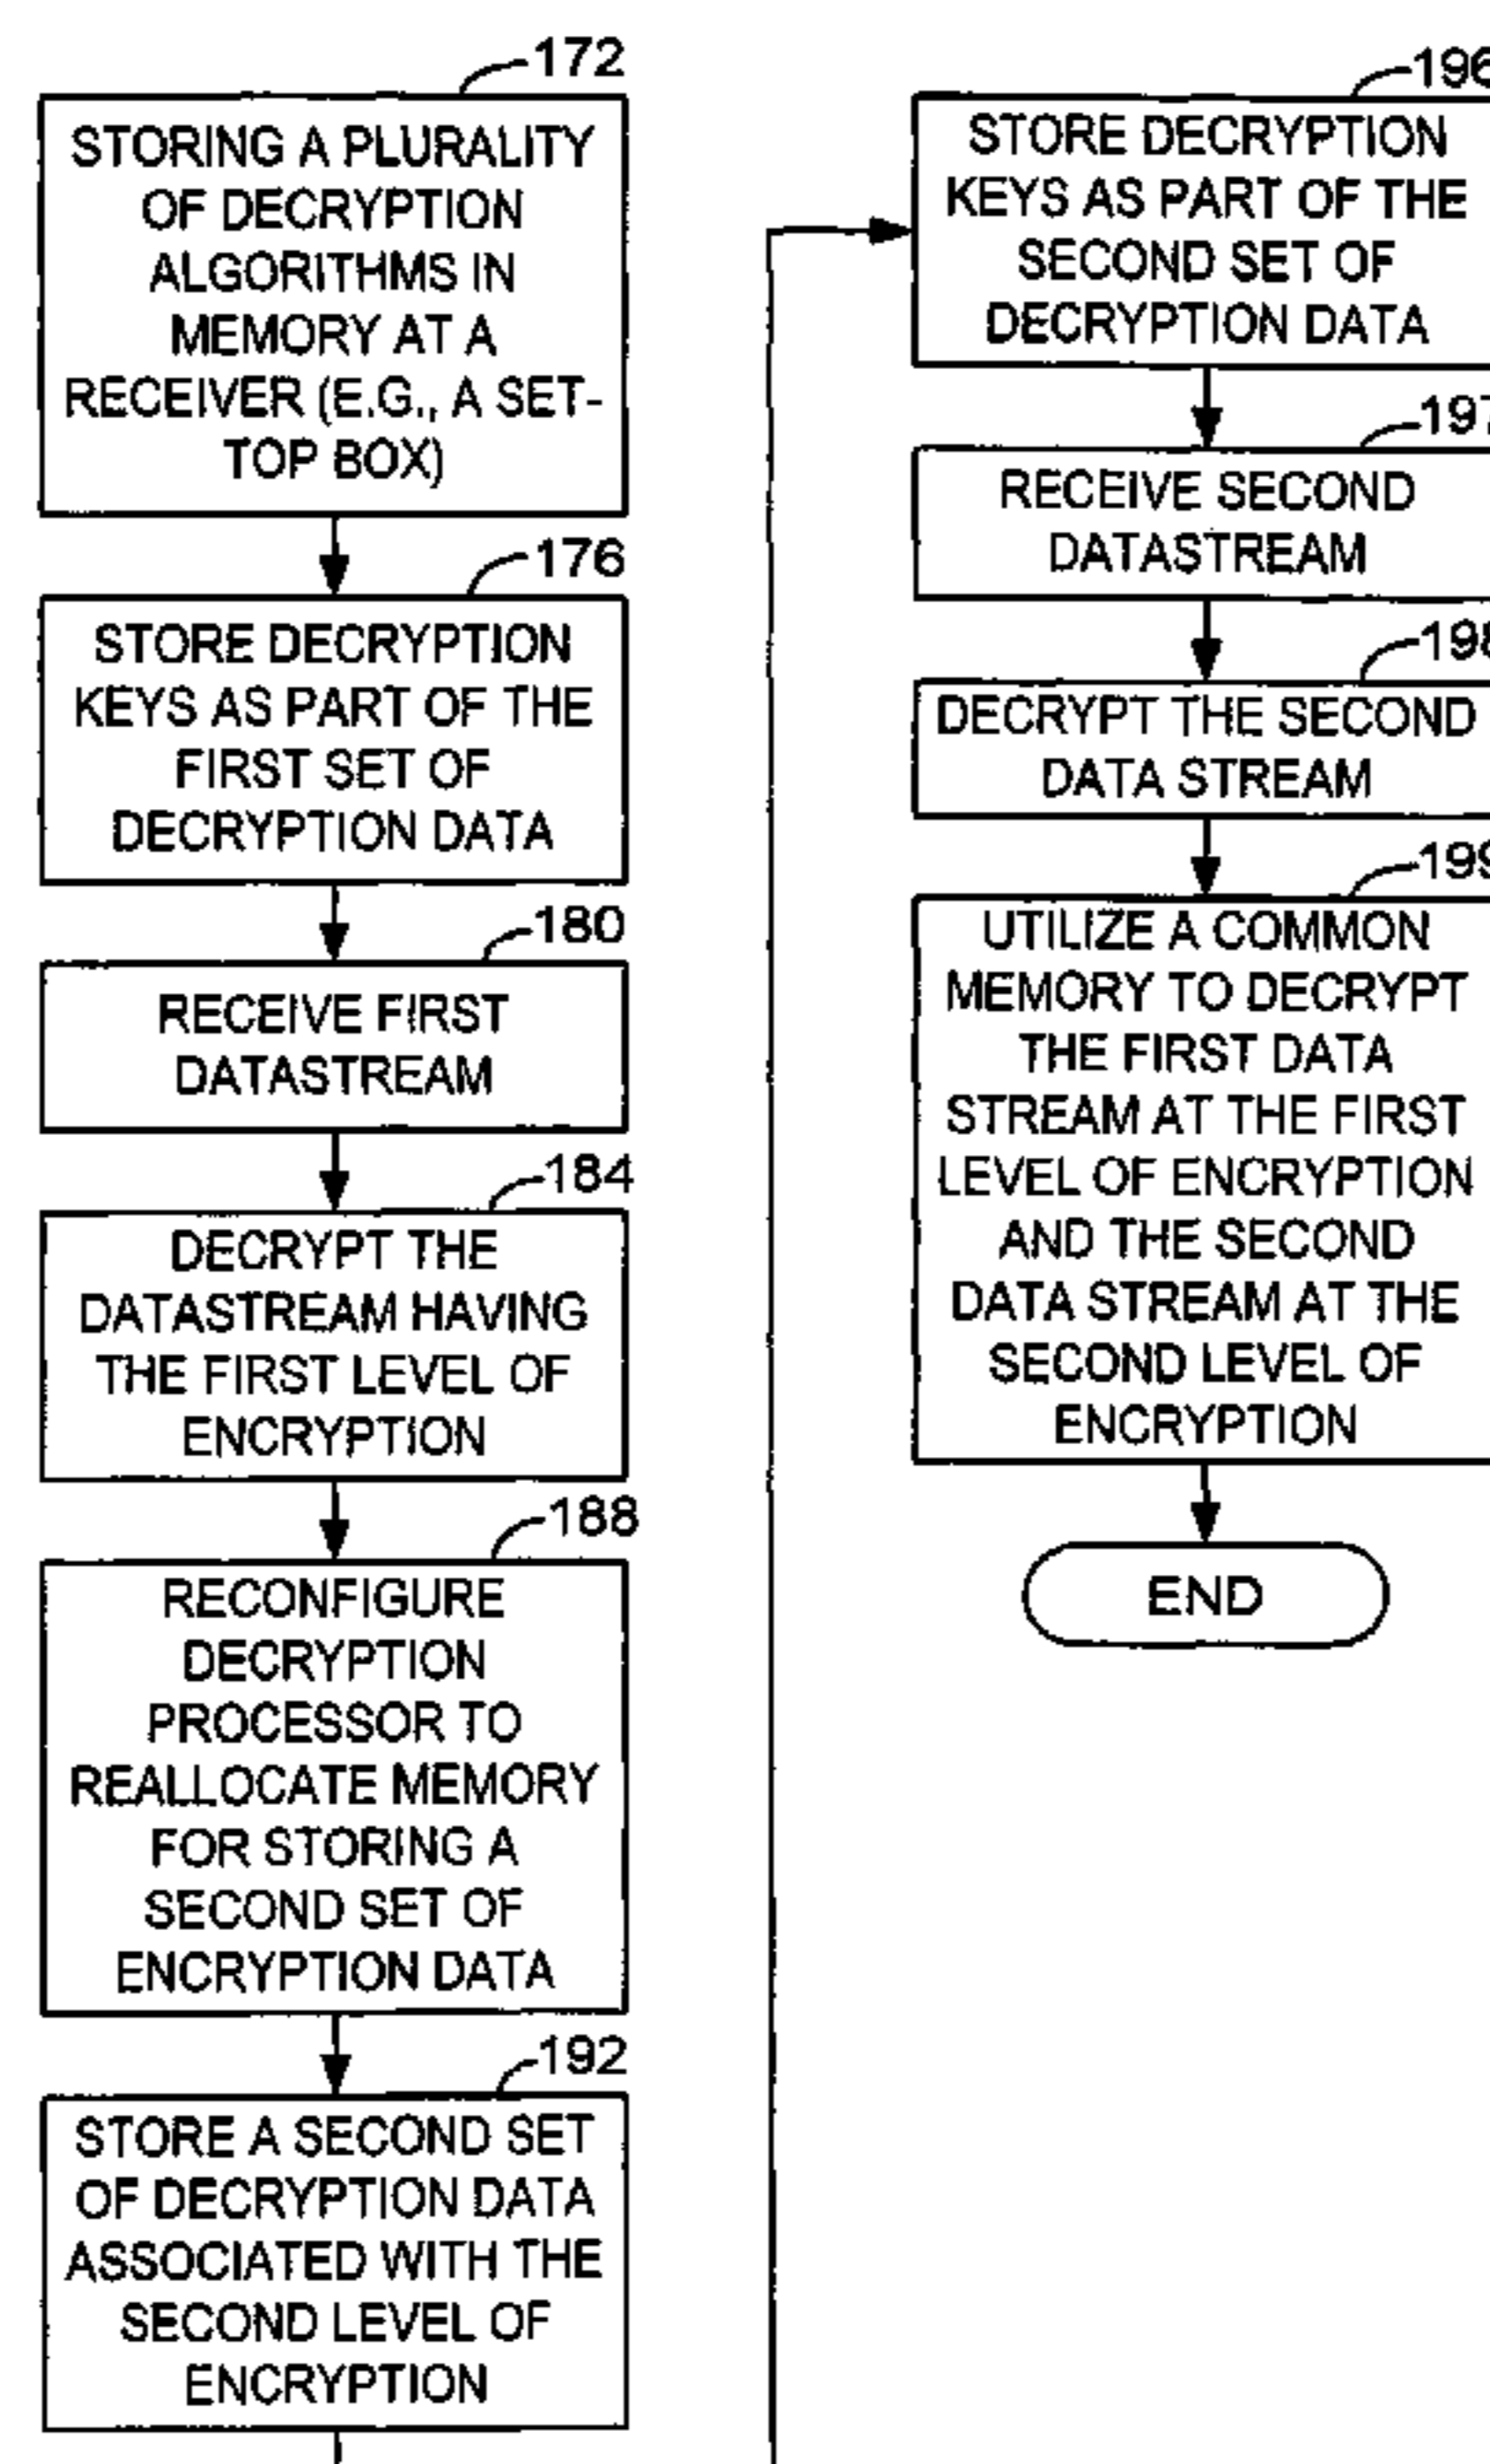 172
STORING A PLURALITY
OF DECRYPTION
ALGORITHMS IN
MEMORY AT A
RECEIVER (E.G., A SET-
TOP BOX)
176
STORE DECRYPTION
KEYS AS PART OF THE
FIRST SET OF
DECRYPTION DATA
180
RECEIVE FIRST
DATASTREAM
184
DECRYPT THE
DATASTREAM HAVING
THE FIRST LEVEL OF
ENCRYPTION
188
RECONFIGURE
DECRYPTION
PROCESSOR TO
REALLOCATE MEMORY
FOR STORING A
SECOND SET OF
ENCRYPTION DATA
192
STORE A SECOND SET
OF DECRYPTION DATA
ASSOCIATED WITH THE
SECOND LEVEL OF
ENCRYPTION
196
STORE DECRYPTION
KEYS AS PART OF THE
SECOND SET OF
DECRYPTION DATA
197
RECEIVE SECOND
DATASTREAM
198
DECRYPT THE SECOND
DATA STREAM
199
UTILIZE A COMMON
MEMORY TO DECRYPT
THE FIRST DATA
STREAM AT THE FIRST
LEVEL OF ENCRYPTION
AND THE SECOND
DATA STREAM AT THE
SECOND LEVEL OF
ENCRYPTION
END